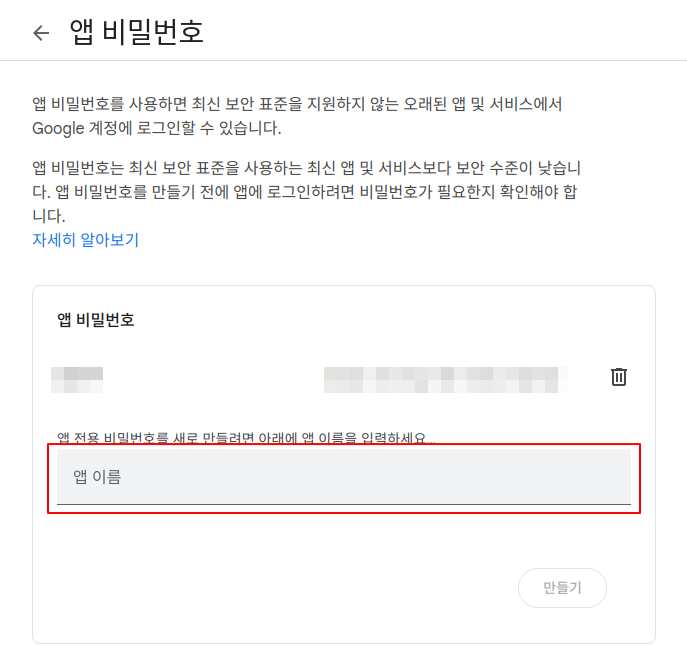 앱 비밀번호
앱 비밀번호를 사용하면 최신 보안 표준을 지원하지 않는 오래된 앱 및 서비스에서
Google 계정에 로그인할 수 있습니다.
앱 비밀번호는 최신 보안 표준을 사용하는 최신 앱 및 서비스보다 보안 수준이 낮습니
다. 앱 비밀번호를 만들기 전에 앱에 로그인하려면 비밀번호가 필요한지 확인해야 합
니다.
자세히 알아보기
앱 비밀번호
앱 전용 비밀번호를 새로 만들려면 아래에 앱 이름을 입력하세요...
앱 이름
만들기